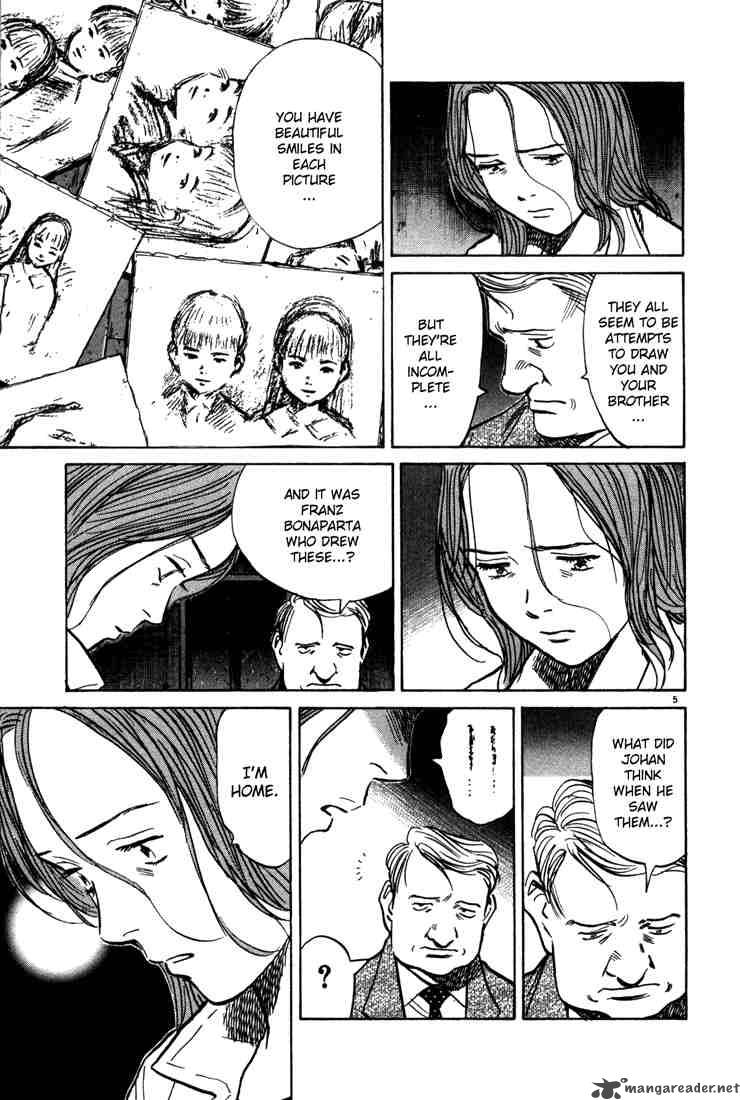 THEY ALL
SEEM TO BE
ATTEMPTS
TO DRAW
YOU AND
YOUR
BROTHER
...
BUT
THEY'RE
ALL
INCOM-
PLETE
...
YOU HAVE
BEAUTIFUL
SMILES IN
EACH
PICTURE
...
AND IT WAS
FRANZ
BONAPARTA
WHO DREW
THESE...?
5
WHAT DID
JOHAN
THINK
WHEN HE
SAW
THEM...?
?
I'M
HOME.
mangareader.net